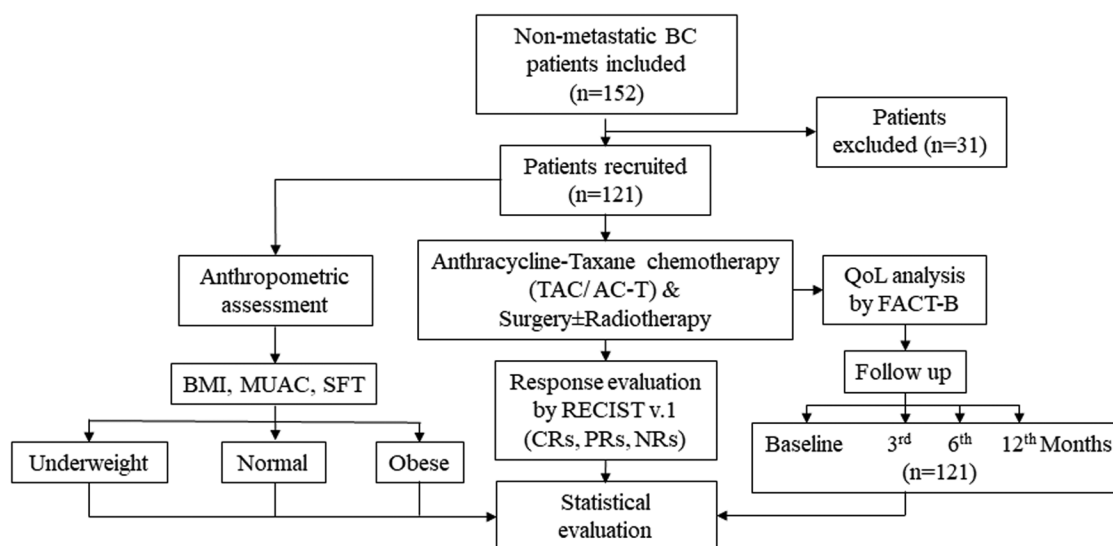 Non-metastatic BC
patients included
(n=152)
Patients
excluded (n=31)
Patients recruited
(n=121)
Anthropometric
assessment
Anthracycline-Taxane chemotherapy
(TAC/ AC-T) &
Surgery±Radiotherapy
QoL analysis
by FACT-B
BMI, MUAC, SFT
Response evaluation
by RECIST v.1
(CRs, PRs, NRs)
Follow up
Underweight
Normal
Obese
Baseline 3rd 6th 12th Months
(n=121)
Statistical
evaluation